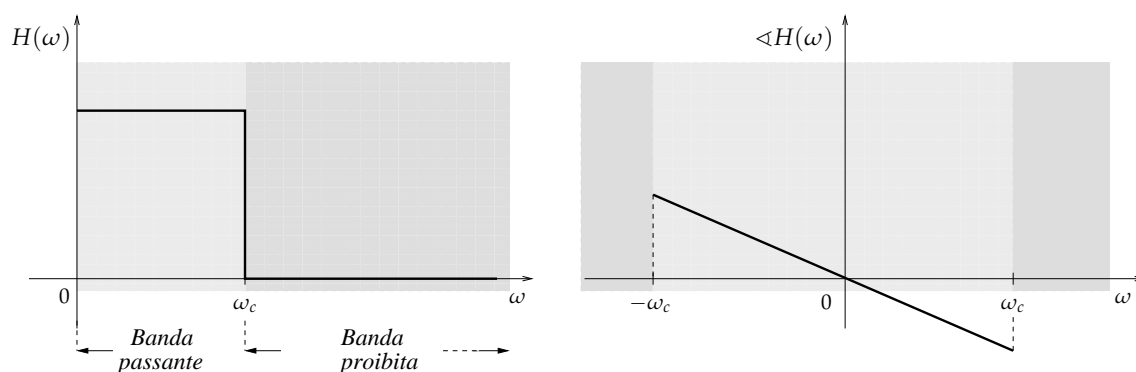 H(ω)
0
ω_c
ω
Banda
passante
Banda
proibita
∢H(ω)
−ω_c
0
ω_c
ω